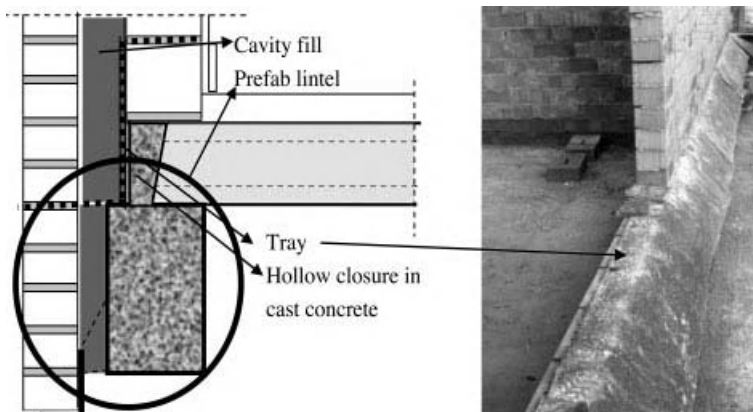 Cavity fill
Prefab lintel
Tray
Hollow closure in
cast concrete